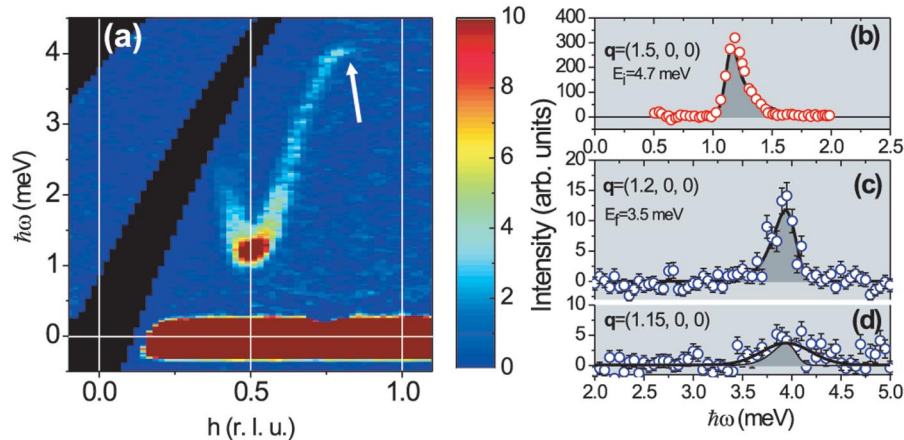 (a)
4
3
2
1
0
ħω (meV)
0.0 0.5 1.0
h (r. l. u.)
10
8
6
4
2
0
Intensity (arb. units)
400
300
200
100
0
(b)
q=(1.5, 0, 0)
Eᵢ=4.7 meV
0.0 0.5 1.0 1.5 2.0 2.5
20
15
10
5
0
(c)
q=(1.2, 0, 0)
E_f=3.5 meV
10
5
0
(d)
q=(1.15, 0, 0)
2.0 2.5 3.0 3.5 4.0 4.5 5.0
ħω (meV)